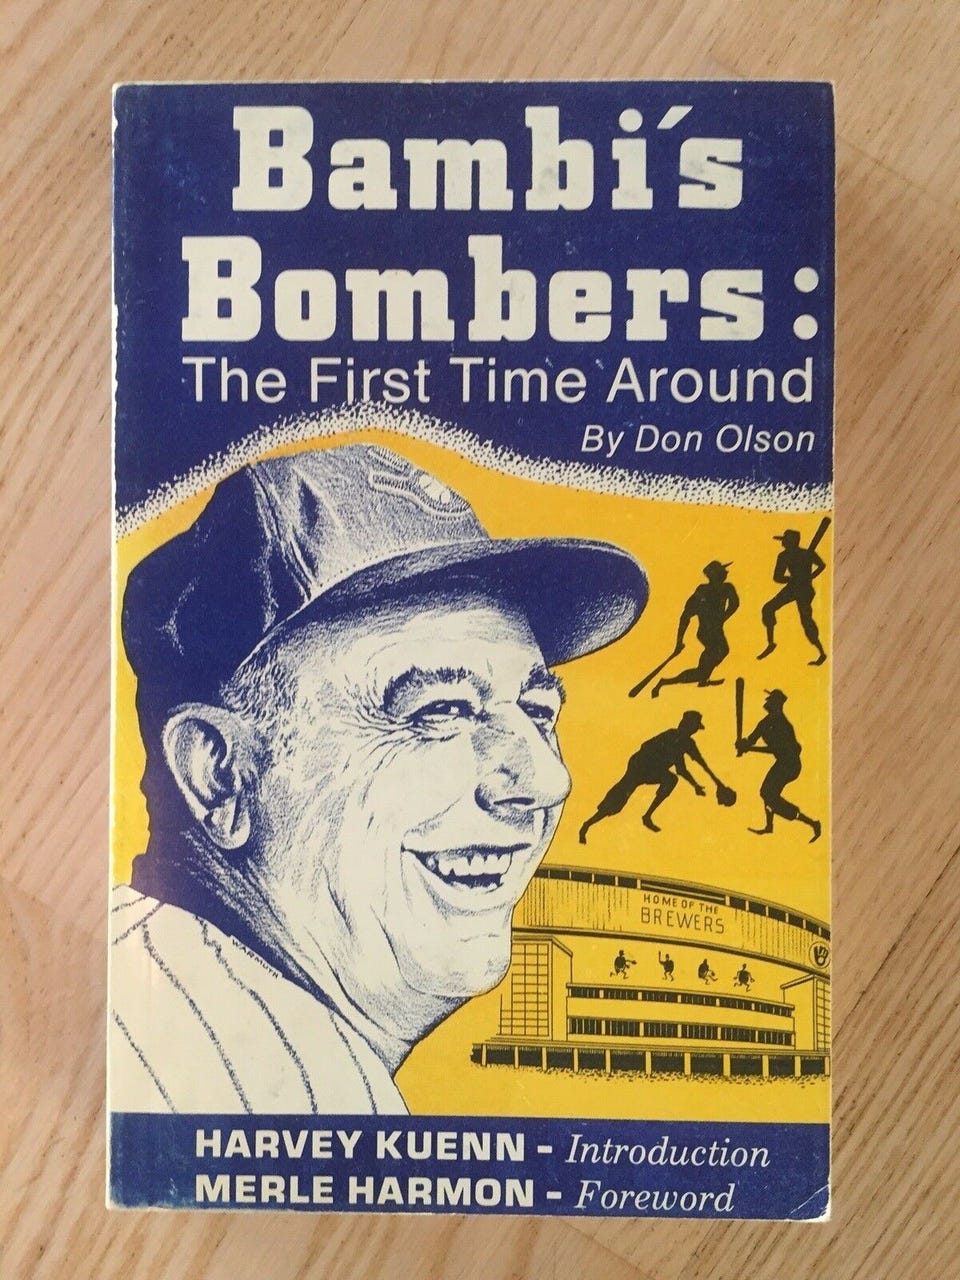 Bambi's
Bombers:
The First Time Around
By Don Olson
HOME OF THE
BREWERS
WARMUTH
HARVEY KUENN - Introduction
MERLE HARMON - Foreword